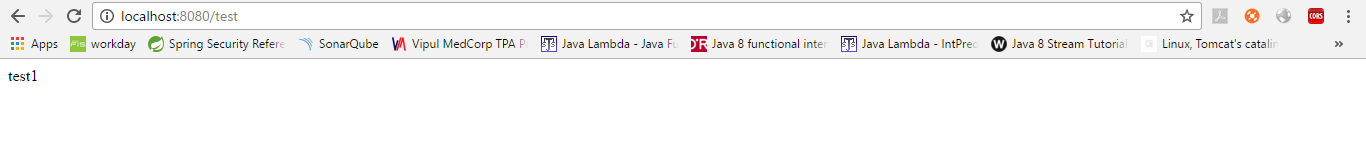 localhost:8080/test
CORS
Apps workday Spring Security Refere SonarQube Vipul MedCorp TPA P Java Lambda - Java Fu Java 8 functional inter Java Lambda - IntPred Java 8 Stream Tutorial Linux, Tomcat's catalin »
test1